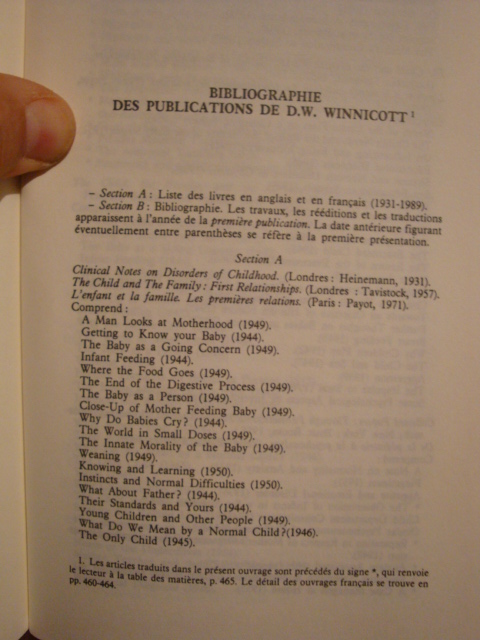 BIBLIOGRAPHIE
DES PUBLICATIONS DE D.W. WINNICOTT¹
– Section A : Liste des livres en anglais et en français (1931-1989).
– Section B : Bibliographie. Les travaux, les rééditions et les traductions
apparaissent à l'année de la première publication. La date antérieure figurant
éventuellement entre parenthèses se réfère à la première présentation.
Section A
Clinical Notes on Disorders of Childhood. (Londres : Heinemann, 1931).
The Child and The Family : First Relationships. (Londres : Tavistock, 1957).
L'enfant et la famille. Les premières relations. (Paris : Payot, 1971).
Comprend :
A Man Looks at Motherhood (1949).
Getting to Know your Baby (1944).
The Baby as a Going Concern (1949).
Infant Feeding (1944).
Where the Food Goes (1949).
The End of the Digestive Process (1949).
The Baby as a Person (1949).
Close-Up of Mother Feeding Baby (1949).
Why Do Babies Cry? (1944).
The World in Small Doses (1949).
The Innate Morality of the Baby (1949).
Weaning (1949).
Knowing and Learning (1950).
Instincts and Normal Difficulties (1950).
What About Father? (1944).
Their Standards and Yours (1944).
Young Children and Other People (1949).
What Do We Mean by a Normal Child?(1946).
The Only Child (1945).
1. Les articles traduits dans le présent ouvrage sont précédés du signe *, qui renvoie
le lecteur à la table des matières, p. 465. Le détail des ouvrages français se trouve en
pp. 460-464.